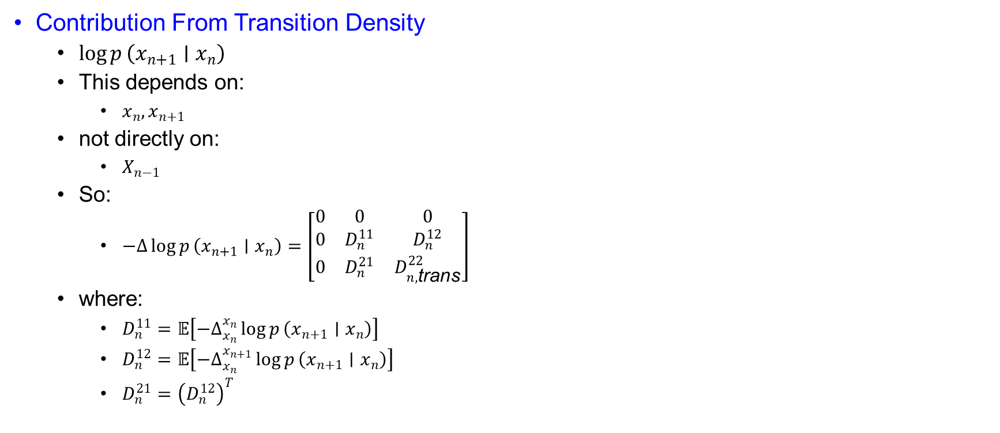 • Contribution From Transition Density
• log p (x_{n+1} ∣ x_n)
• This depends on:
• x_n, x_{n+1}
• not directly on:
• X_{n−1}
• So:
• −Δ log p (x_{n+1} ∣ x_n) = [0 0 0; 0 D_n^{11} D_n^{12}; 0 D_n^{21} D_{n,trans}^{22}]
• where:
• D_n^{11} = 𝔼[−Δ_{x_n}^{x_n} log p (x_{n+1} ∣ x_n)]
• D_n^{12} = 𝔼[−Δ_{x_n}^{x_{n+1}} log p (x_{n+1} ∣ x_n)]
• D_n^{21} = (D_n^{12})^T